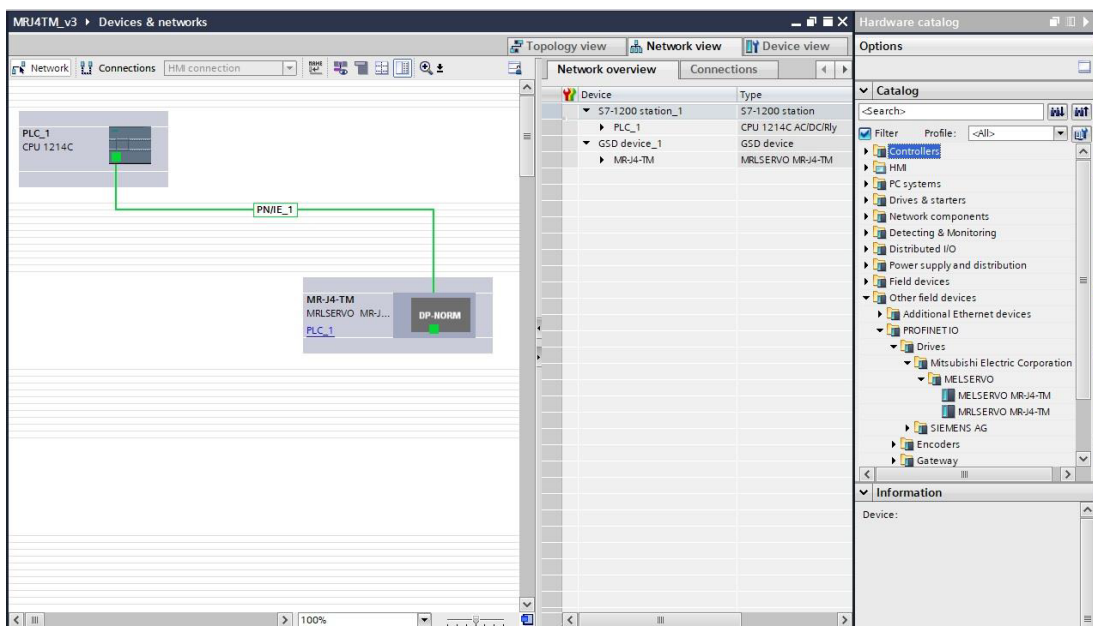 MRJ4TM_v3 ▸ Devices & networks
Topology view
Network view
Device view
Network
Connections
HMI connection
PLC_1
CPU 1214C
PN/IE_1
MR-J4-TM
MRLSERVO MR-J...
PLC_1
DP-NORM
100%
Network overview
Connections
Device
Type
S7-1200 station_1
S7-1200 station
PLC_1
CPU 1214C AC/DC/Rly
GSD device_1
GSD device
MR-J4-TM
MRLSERVO MR-J4-TM
Hardware catalog
Options
Catalog
<Search>
Filter
Profile:
<All>
Controllers
HMI
PC systems
Drives & starters
Network components
Detecting & Monitoring
Distributed I/O
Power supply and distribution
Field devices
Other field devices
Additional Ethernet devices
PROFINET IO
Drives
Mitsubishi Electric Corporation
MELSERVO
MELSERVO MR-J4-TM
MRLSERVO MR-J4-TM
SIEMENS AG
Encoders
Gateway
Information
Device: